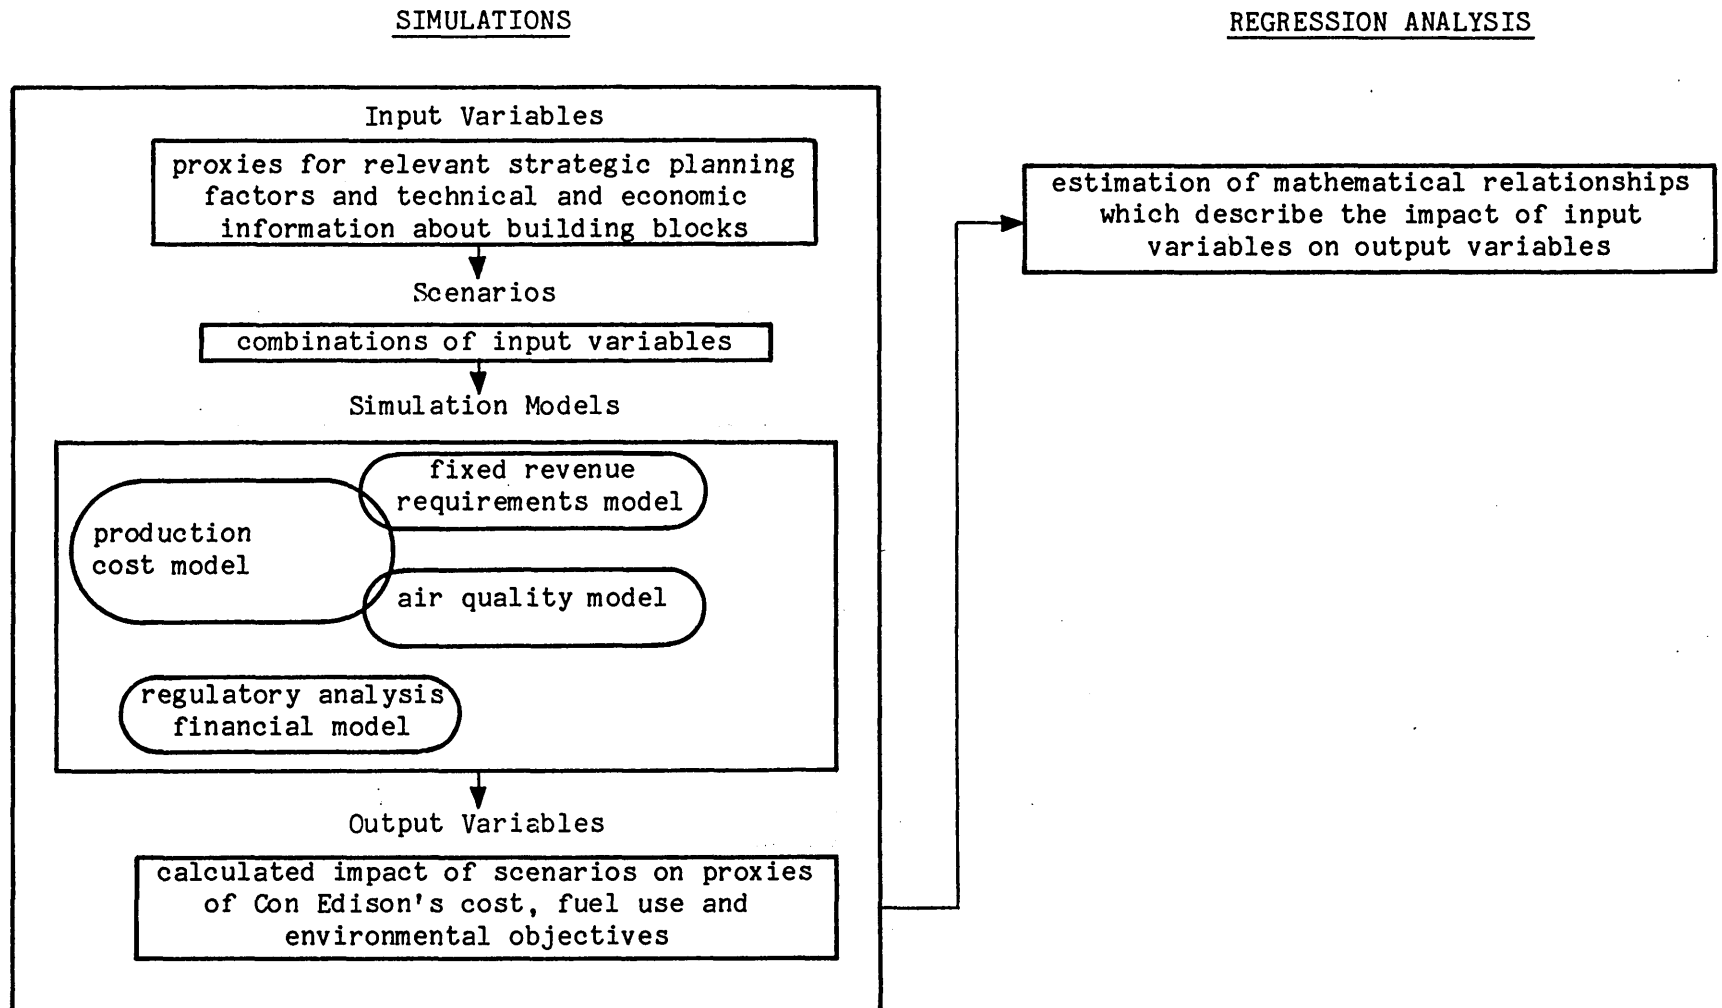 SIMULATIONS
REGRESSION ANALYSIS
Input Variables
proxies for relevant strategic planning
factors and technical and economic
information about building blocks
Scenarios
combinations of input variables
Simulation Models
fixed revenue
requirements model
production
cost model
air quality model
regulatory analysis
financial model
Output Variables
calculated impact of scenarios on proxies
of Con Edison's cost, fuel use and
environmental objectives
estimation of mathematical relationships
which describe the impact of input
variables on output variables